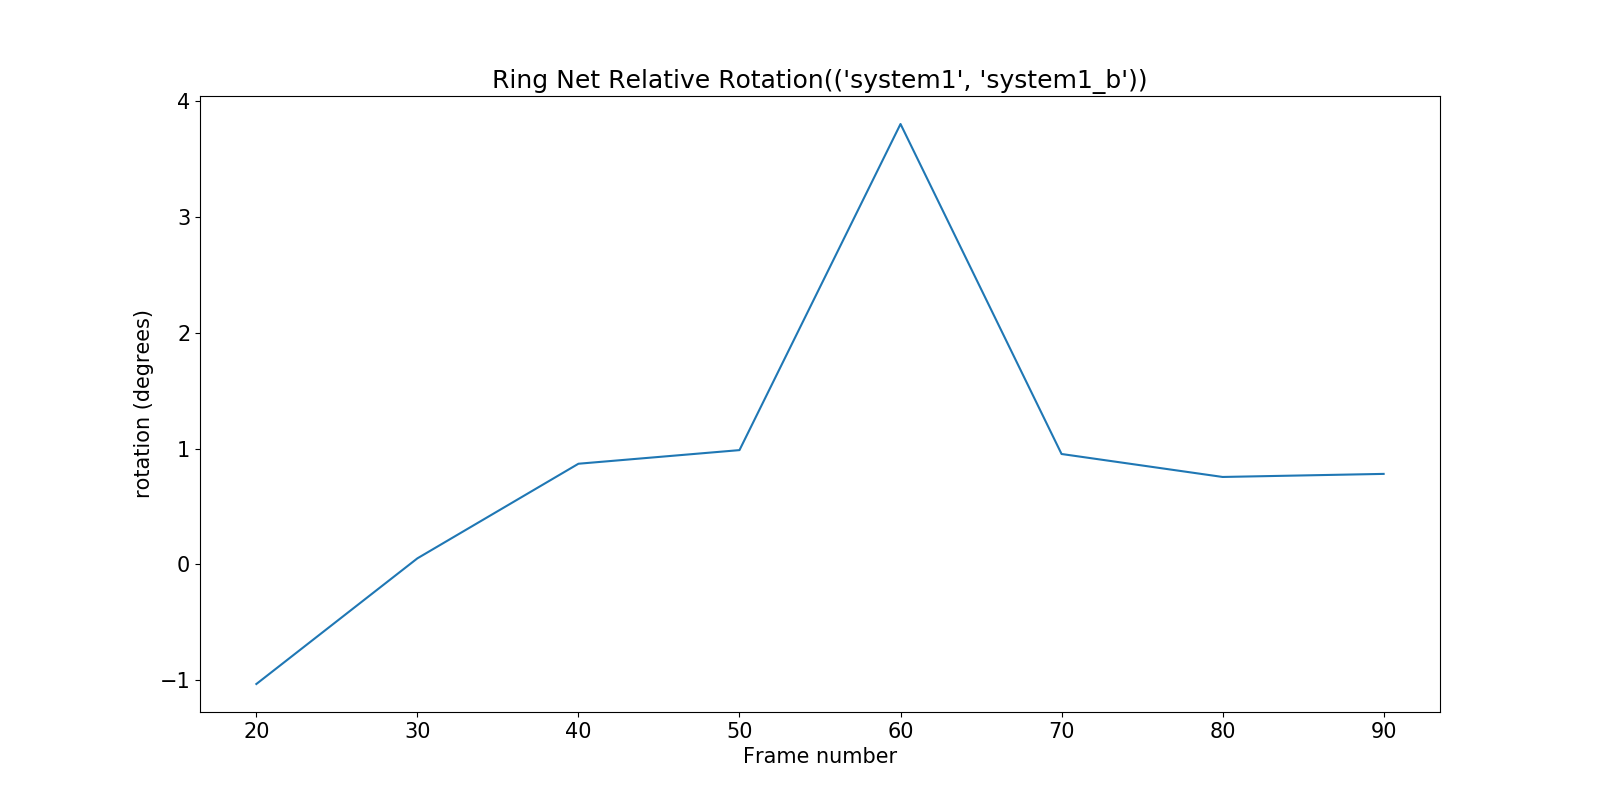 Ring Net Relative Rotation(('system1', 'system1_b'))
4
3
2
1
0
−1
rotation (degrees)
20 30 40 50 60 70 80 90
Frame number